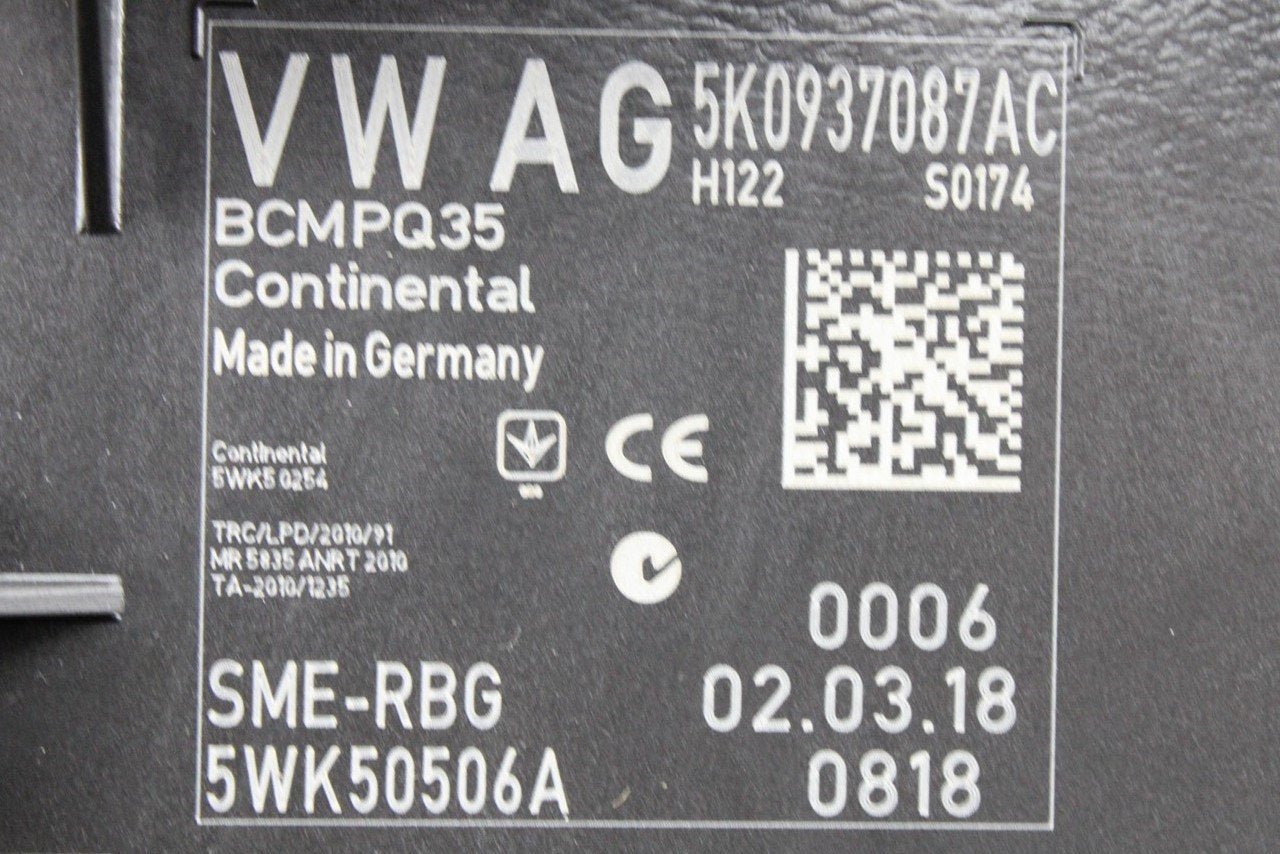 VW AG 5K0937087AC
H122 S0174
BCMPQ35
Continental
Made in Germany
CE
Continental
5WK5 0254
TRC/LPD/2010/91
MR 5835 ANRT 2010
TA-2010/1235
0006
SME-RBG 02.03.18
5WK50506A 0818